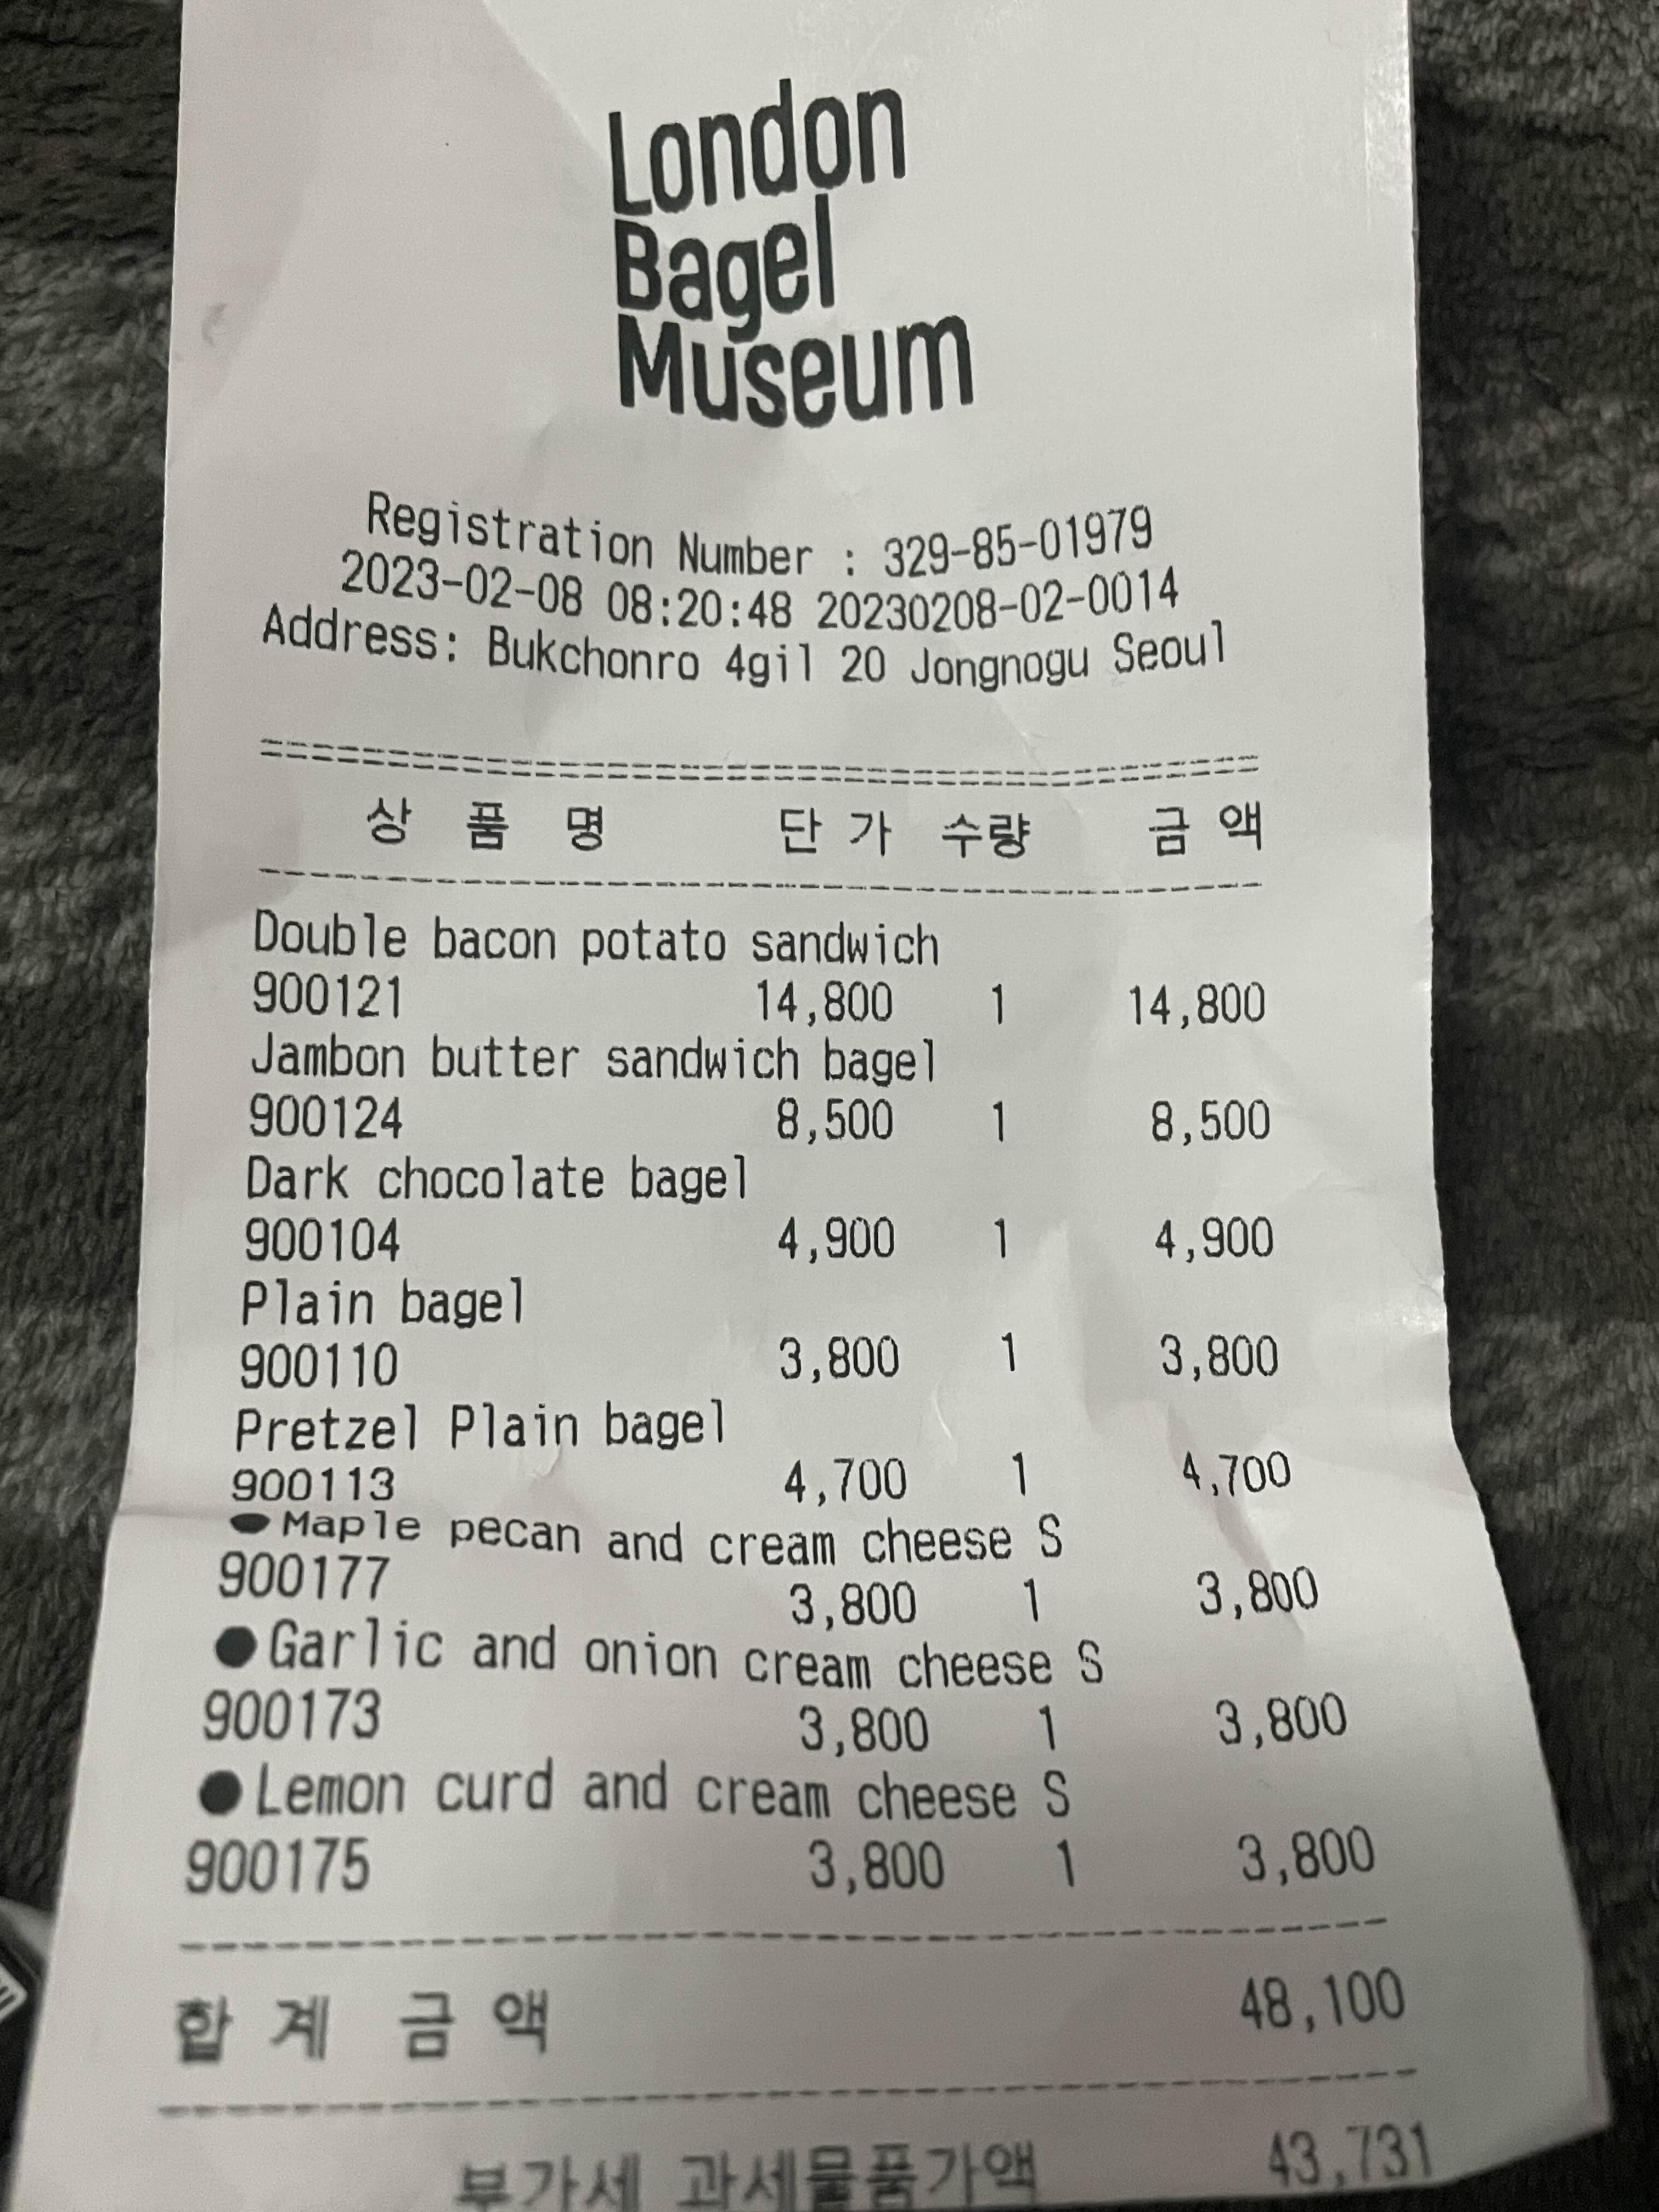 London
Bagel
Museum
Registration Number : 329-85-01979
2023-02-08 08:20:48 20230208-02-0014
Address: Bukchonro 4gil 20 Jongnogu Seoul
상 품 명 단 가 수량 금 액
Double bacon potato sandwich
900121 14,800 1 14,800
Jambon butter sandwich bagel
900124 8,500 1 8,500
Dark chocolate bagel
900104 4,900 1 4,900
Plain bagel
900110 3,800 1 3,800
Pretzel Plain bagel
900113 4,700 1 4,700
●Maple pecan and cream cheese S
900177 3,800 1 3,800
●Garlic and onion cream cheese S
900173 3,800 1 3,800
●Lemon curd and cream cheese S
900175 3,800 1 3,800
합 계 금 액 48,100
부가세 과세물품가액 43,731